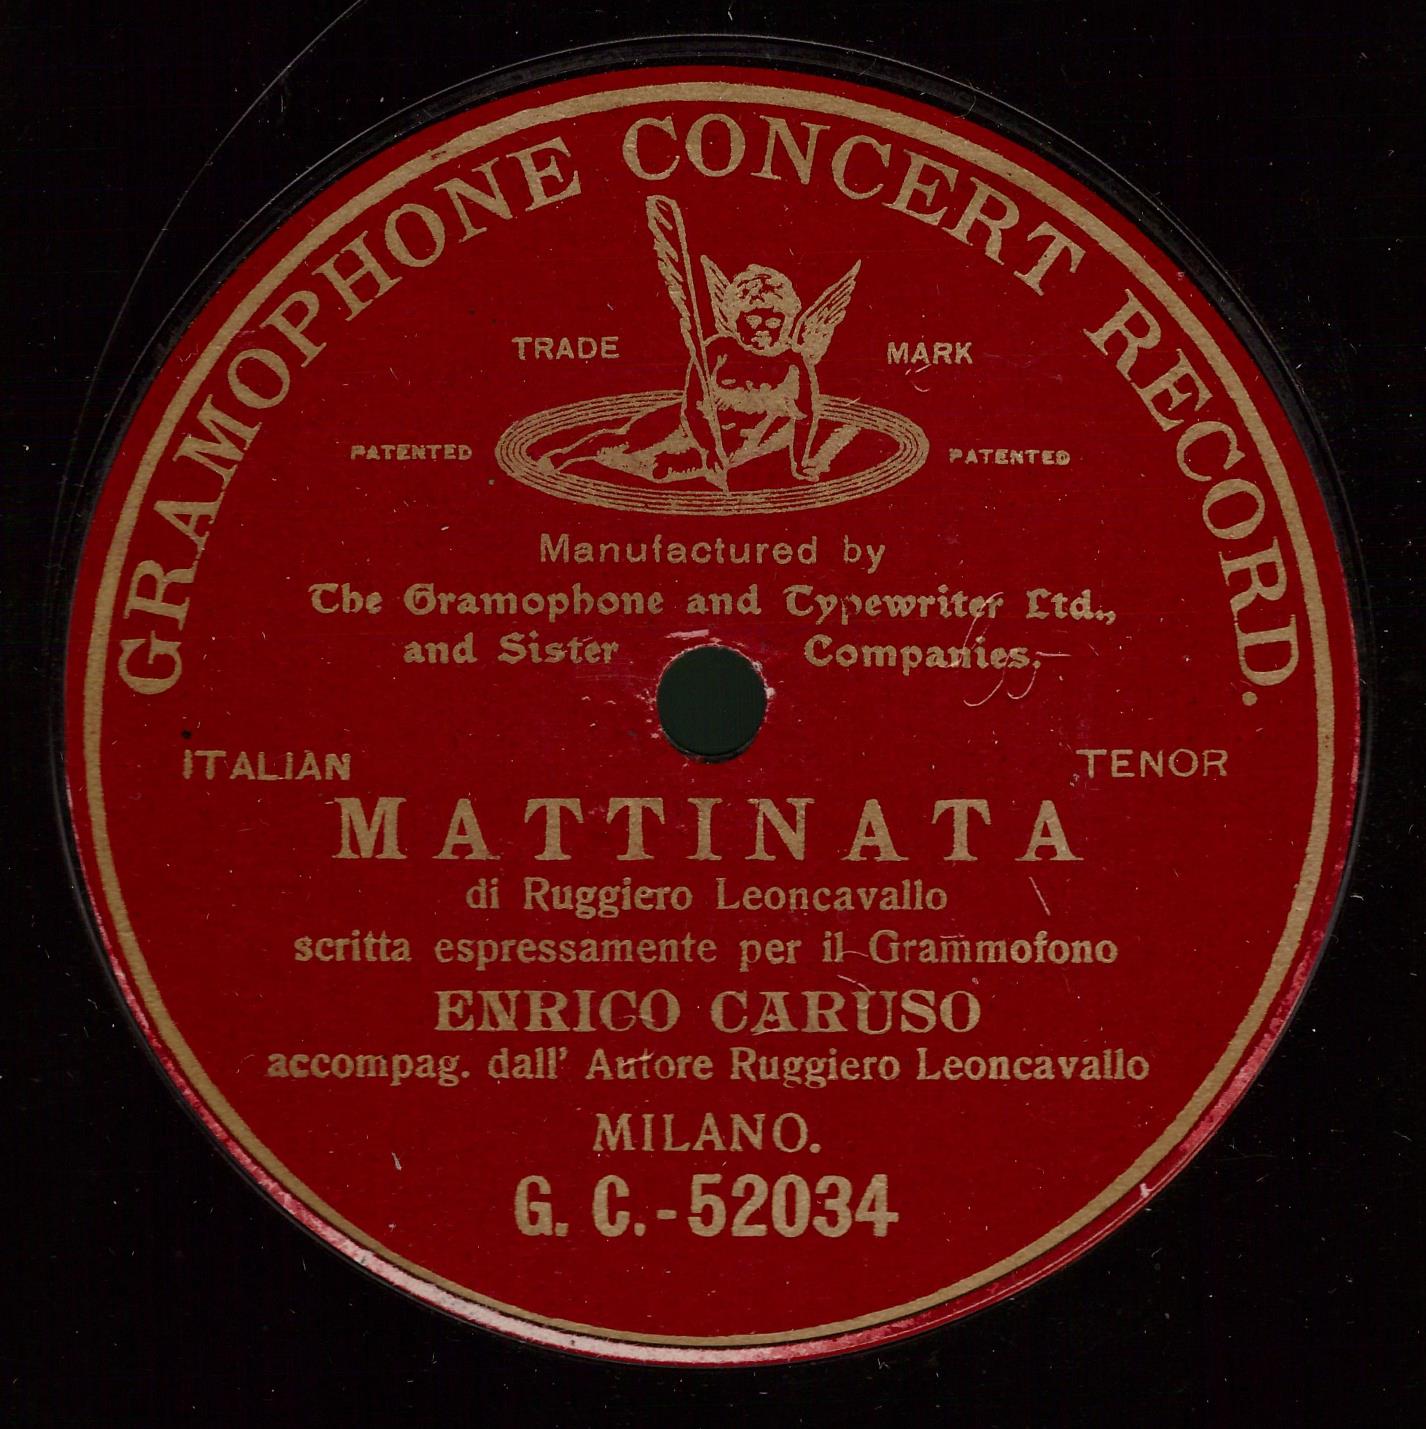 GRAMOPHONE CONCERT RECORD.
TRADE MARK
PATENTED PATENTED
Manufactured by
The Gramophone and Typewriter Ltd.,
and Sister Companies.
ITALIAN TENOR
MATTINATA
di Ruggiero Leoncavallo
scritta espressamente per il Grammofono
ENRICO CARUSO
accompag. dall' Autore Ruggiero Leoncavallo
MILANO.
G. C.-52034